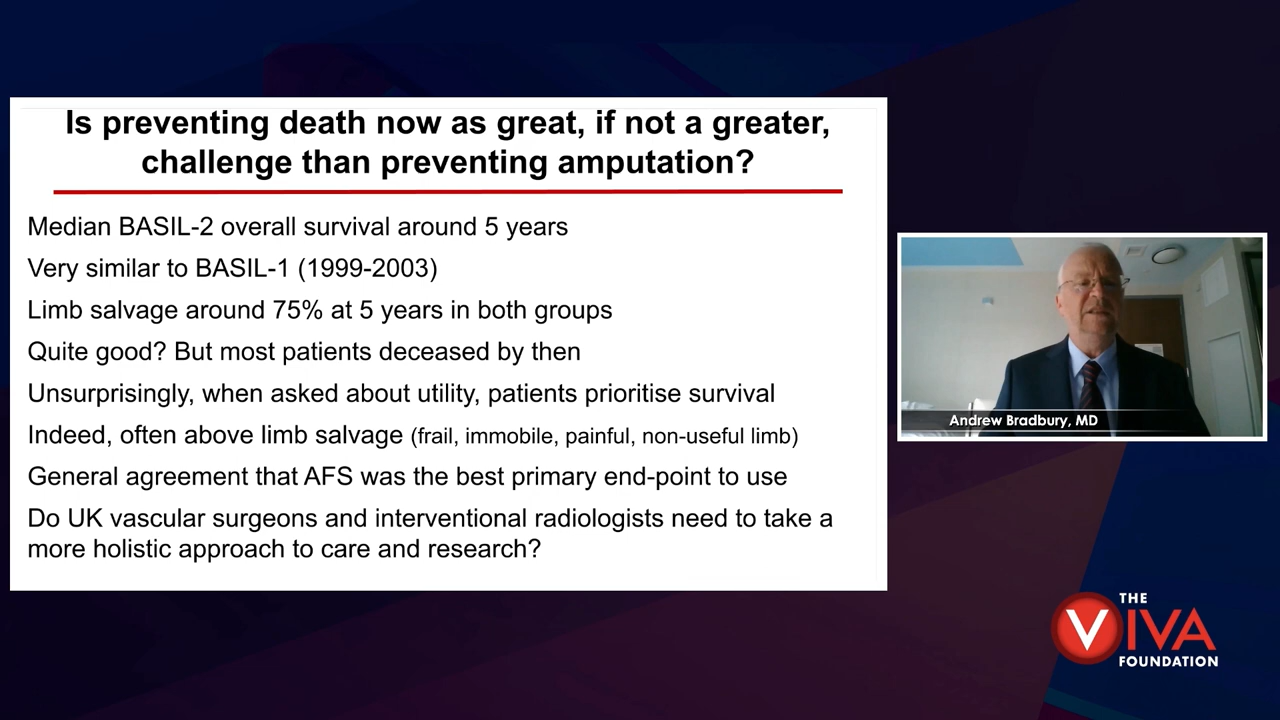 Is preventing death now as great, if not a greater,
challenge than preventing amputation?
Median BASIL-2 overall survival around 5 years
Very similar to BASIL-1 (1999-2003)
Limb salvage around 75% at 5 years in both groups
Quite good? But most patients deceased by then
Unsurprisingly, when asked about utility, patients prioritise survival
Indeed, often above limb salvage (frail, immobile, painful, non-useful limb)
General agreement that AFS was the best primary end-point to use
Do UK vascular surgeons and interventional radiologists need to take a
more holistic approach to care and research?
Andrew Bradbury, MD
THE
VIVA
FOUNDATION